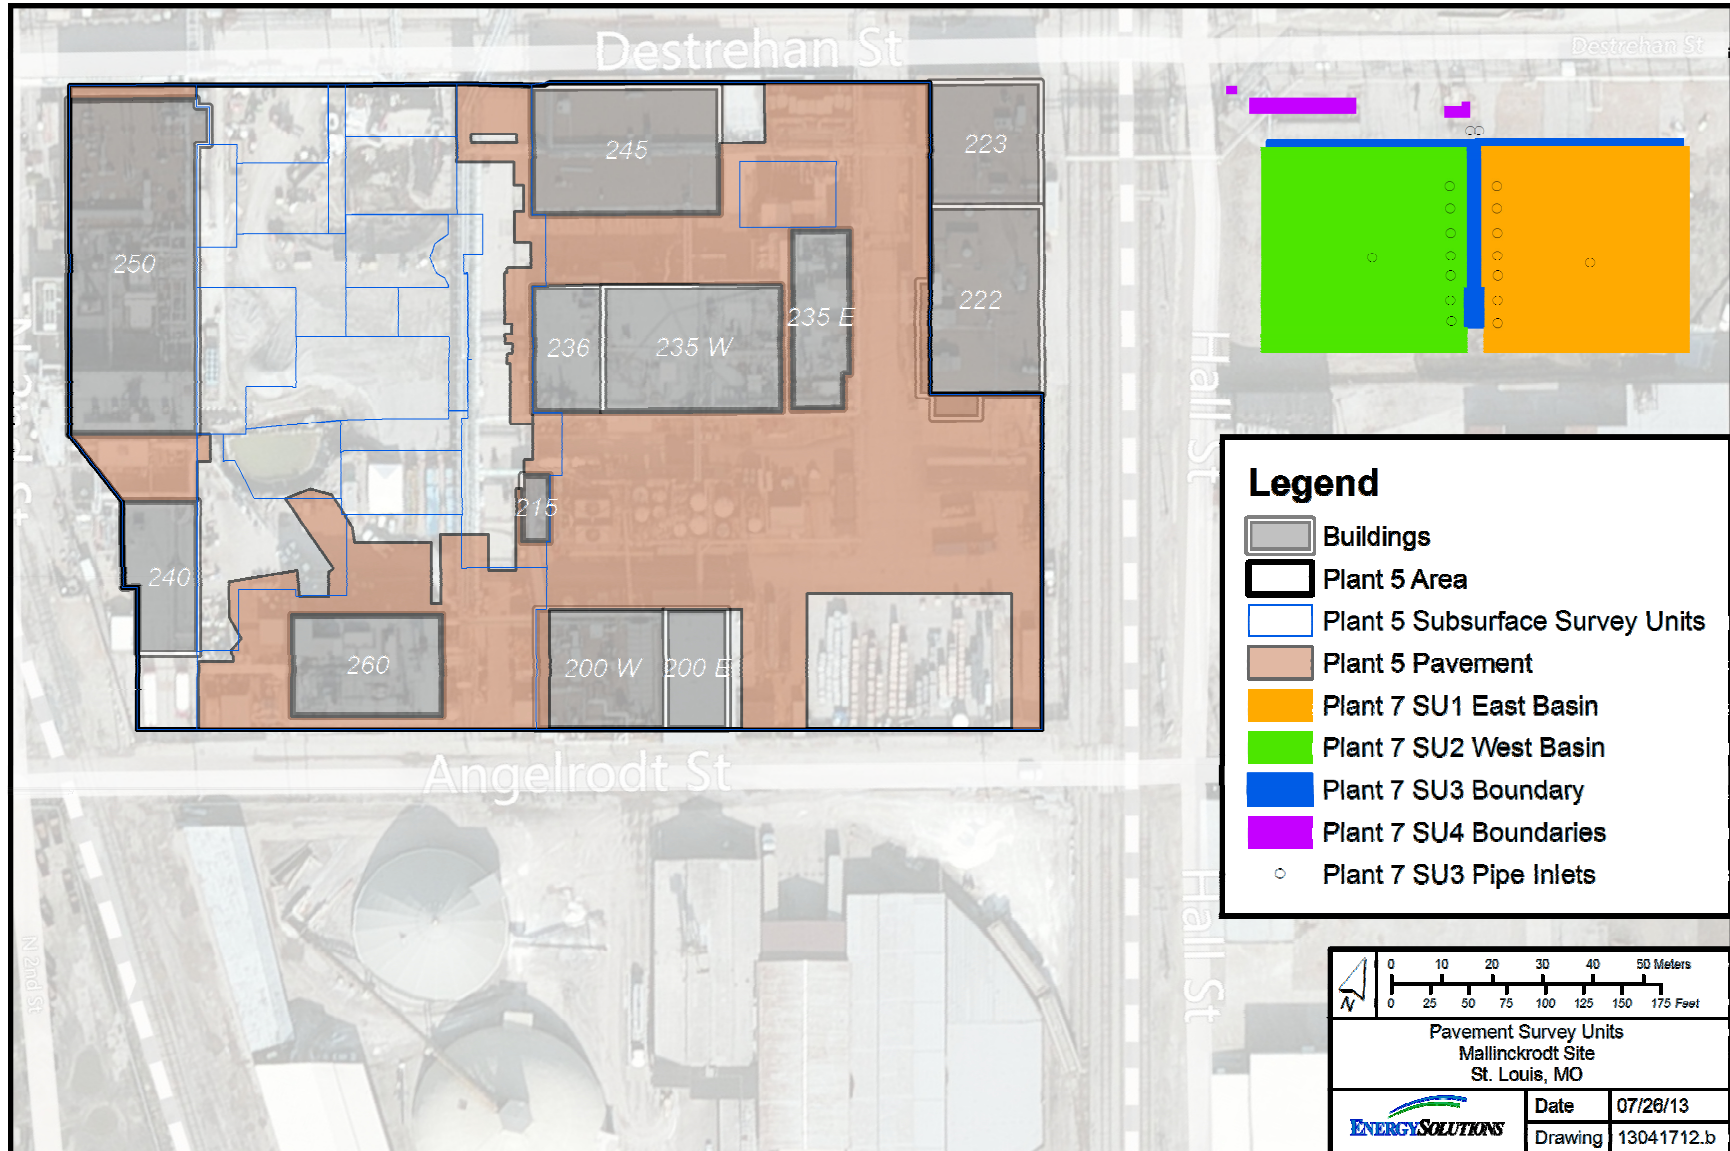 Destrehan St
Destrehan St
245
223
250
222
235 E
236
235 W
215
240
260
200 W
200 E
Hall St
Angelrodt St
Hall St
N 2nd St
Legend
Buildings
Plant 5 Area
Plant 5 Subsurface Survey Units
Plant 5 Pavement
Plant 7 SU1 East Basin
Plant 7 SU2 West Basin
Plant 7 SU3 Boundary
Plant 7 SU4 Boundaries
Plant 7 SU3 Pipe Inlets
N
0 10 20 30 40 50 Meters
0 25 50 75 100 125 150 175 Feet
Pavement Survey Units
Mallinckrodt Site
St. Louis, MO
ENERGYSOLUTIONS
Date 07/26/13
Drawing 13041712.b